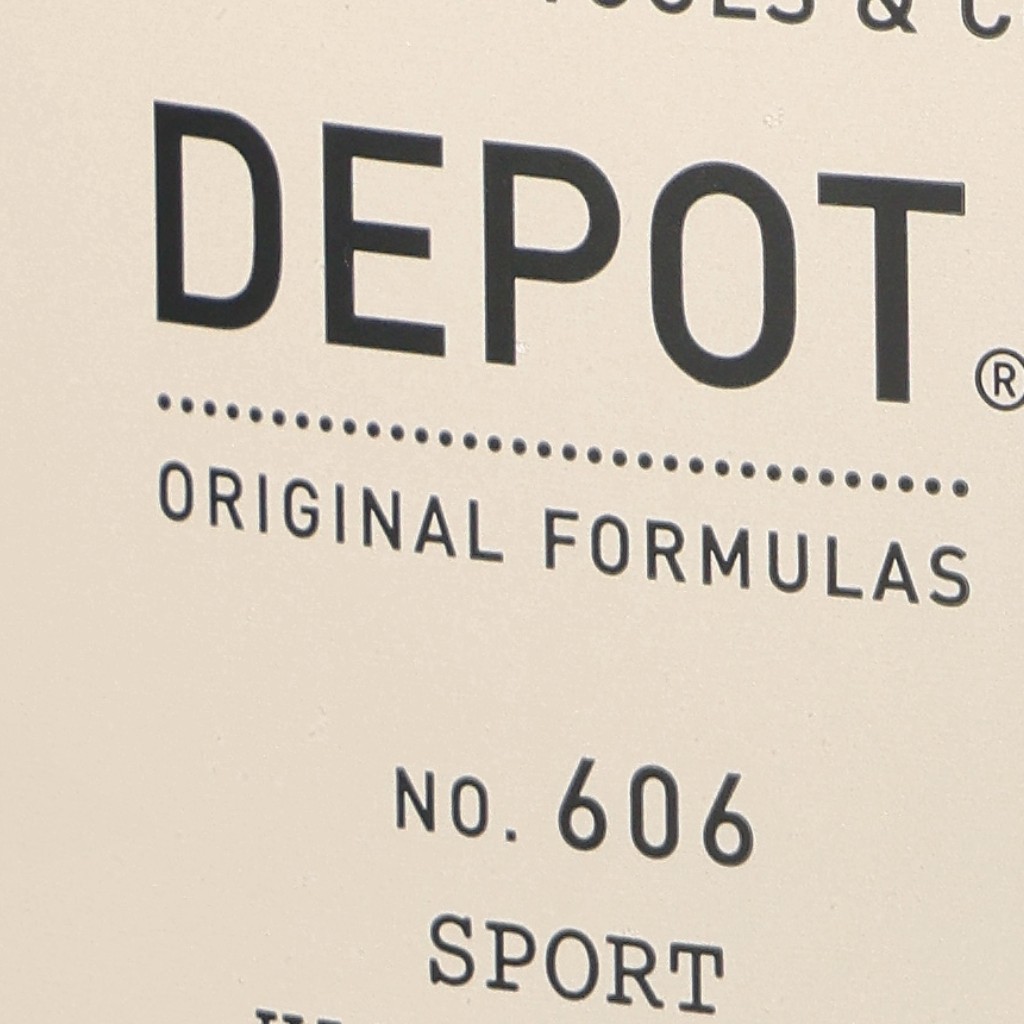 & C
DEPOT®
ORIGINAL FORMULAS
NO. 606
SPORT